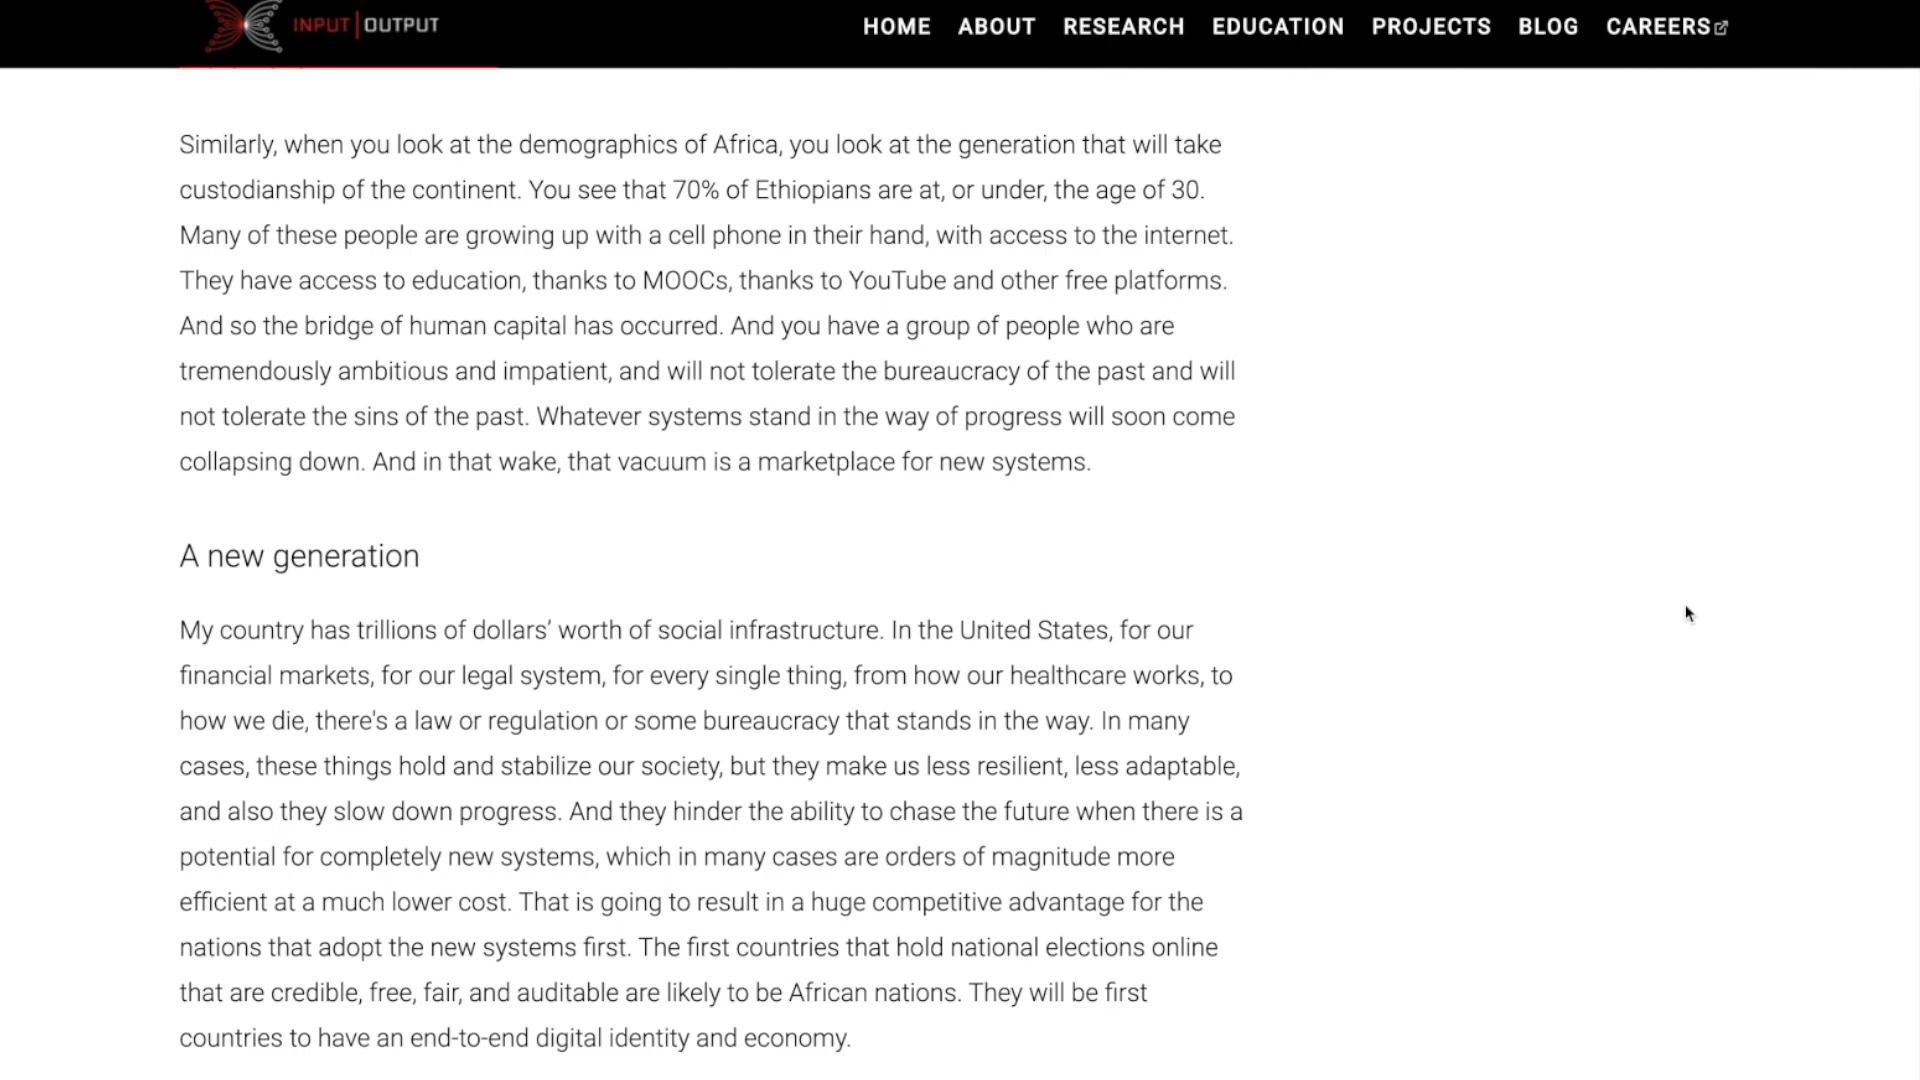 INPUT | OUTPUT
HOME ABOUT RESEARCH EDUCATION PROJECTS BLOG CAREERS
Similarly, when you look at the demographics of Africa, you look at the generation that will take
custodianship of the continent. You see that 70% of Ethiopians are at, or under, the age of 30.
Many of these people are growing up with a cell phone in their hand, with access to the internet.
They have access to education, thanks to MOOCs, thanks to YouTube and other free platforms.
And so the bridge of human capital has occurred. And you have a group of people who are
tremendously ambitious and impatient, and will not tolerate the bureaucracy of the past and will
not tolerate the sins of the past. Whatever systems stand in the way of progress will soon come
collapsing down. And in that wake, that vacuum is a marketplace for new systems.
A new generation
My country has trillions of dollars’ worth of social infrastructure. In the United States, for our
financial markets, for our legal system, for every single thing, from how our healthcare works, to
how we die, there's a law or regulation or some bureaucracy that stands in the way. In many
cases, these things hold and stabilize our society, but they make us less resilient, less adaptable,
and also they slow down progress. And they hinder the ability to chase the future when there is a
potential for completely new systems, which in many cases are orders of magnitude more
efficient at a much lower cost. That is going to result in a huge competitive advantage for the
nations that adopt the new systems first. The first countries that hold national elections online
that are credible, free, fair, and auditable are likely to be African nations. They will be first
countries to have an end-to-end digital identity and economy.